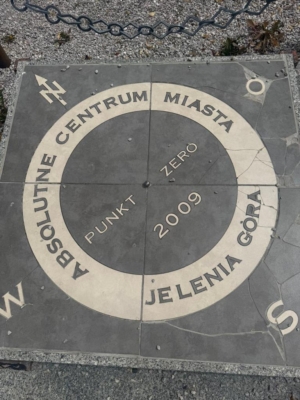 N
O
ABSOLUTNE CENTRUM MIASTA
JELENIA GÓRA
PUNKT ZERO
2009
W
S